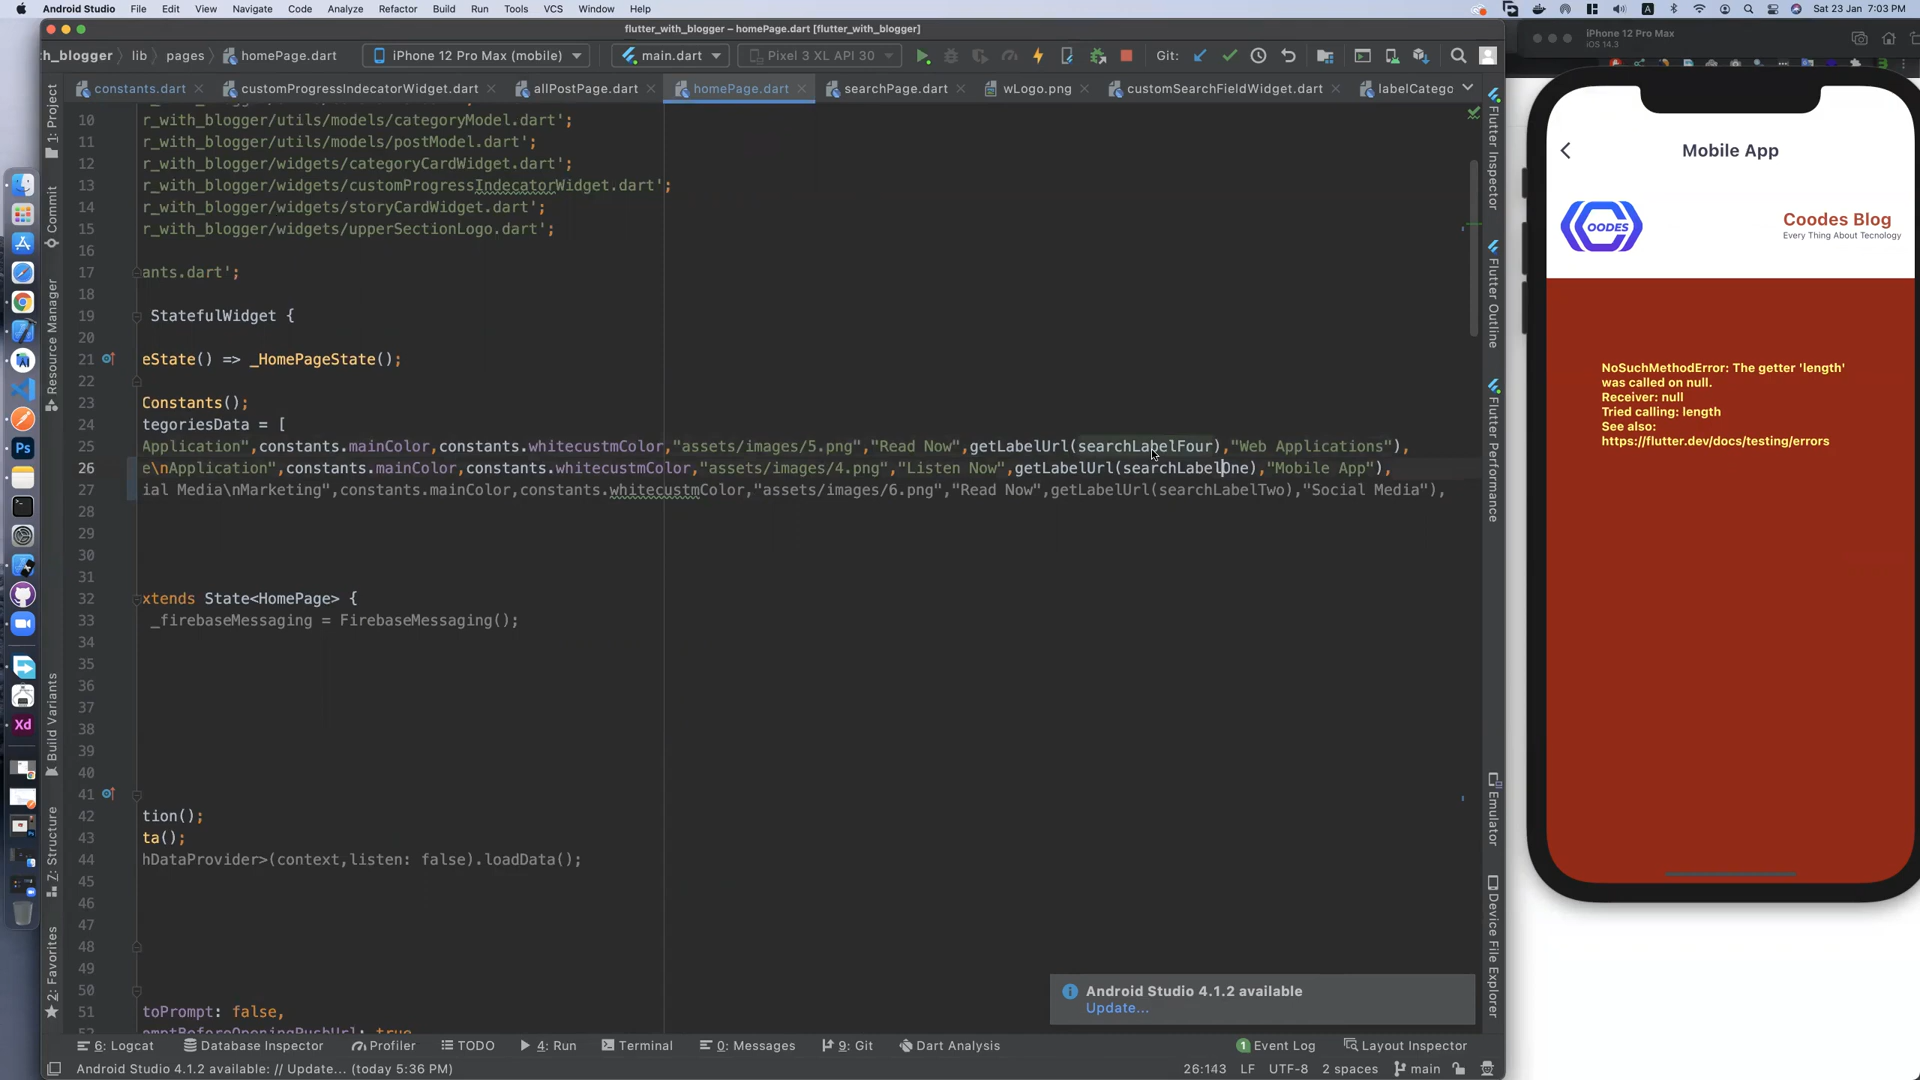 Android Studio File Edit View Navigate Code Analyze Refactor Build Run Tools VCS Window Help
Sat 23 Jan 7:03 PM
flutter_with_blogger – homePage.dart [flutter_with_blogger]
th_blogger lib pages homePage.dart iPhone 12 Pro Max (mobile) main.dart Pixel 3 XL API 30 Git:
constants.dart customProgressIndecatorWidget.dart allPostPage.dart homePage.dart searchPage.dart wLogo.png customSearchFieldWidget.dart labelCatego
1: Project
Commit
Resource Manager
Build Variants
Z: Structure
2: Favorites
10 r_with_blogger/utils/models/categoryModel.dart';
11 r_with_blogger/utils/models/postModel.dart';
12 r_with_blogger/widgets/categoryCardWidget.dart';
13 r_with_blogger/widgets/customProgressIndecatorWidget.dart';
14 r_with_blogger/widgets/storyCardWidget.dart';
15 r_with_blogger/widgets/upperSectionLogo.dart';
16
17 ants.dart';
18
19 StatefulWidget {
20
21 eState() => _HomePageState();
22
23 Constants();
24 tegoriesData = [
25 Application",constants.mainColor,constants.whitecustmColor,"assets/images/5.png","Read Now",getLabelUrl(searchLabelFour),"Web Applications"),
26 e\nApplication",constants.mainColor,constants.whitecustmColor,"assets/images/4.png","Listen Now",getLabelUrl(searchLabelOne),"Mobile App"),
27 ial Media\nMarketing",constants.mainColor,constants.whitecustmColor,"assets/images/6.png","Read Now",getLabelUrl(searchLabelTwo),"Social Media"),
28
29
30
31
32 xtends State<HomePage> {
33 _firebaseMessaging = FirebaseMessaging();
34
35
36
37
38
39
40
41
42 tion();
43 ta();
44 hDataProvider>(context,listen: false).loadData();
45
46
47
48
49
50
51 toPrompt: false,
52 omptBeforeOpeningPushUrl: true
Flutter Inspector
Flutter Outline
Flutter Performance
Emulator
Device File Explorer
Android Studio 4.1.2 available
Update...
6: Logcat Database Inspector Profiler TODO 4: Run Terminal 0: Messages 9: Git Dart Analysis 1 Event Log Layout Inspector
Android Studio 4.1.2 available: // Update... (today 5:36 PM) 26:143 LF UTF-8 2 spaces main
Ps
Xd
iPhone 12 Pro Max
iOS 14.3
Mobile App
OODES
Coodes Blog
Every Thing About Tecnology
NoSuchMethodError: The getter 'length'
was called on null.
Receiver: null
Tried calling: length
See also:
https://flutter.dev/docs/testing/errors